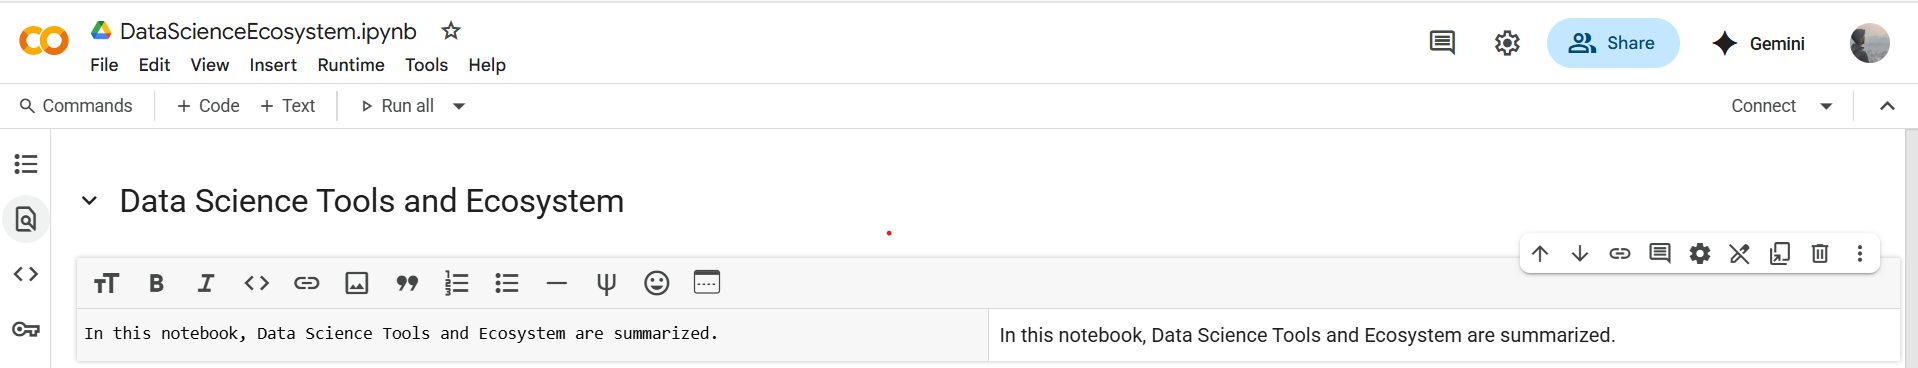 DataScienceEcosystem.ipynb
File Edit View Insert Runtime Tools Help
Share
Gemini
Commands + Code + Text Run all
Connect
Data Science Tools and Ecosystem
In this notebook, Data Science Tools and Ecosystem are summarized.
In this notebook, Data Science Tools and Ecosystem are summarized.